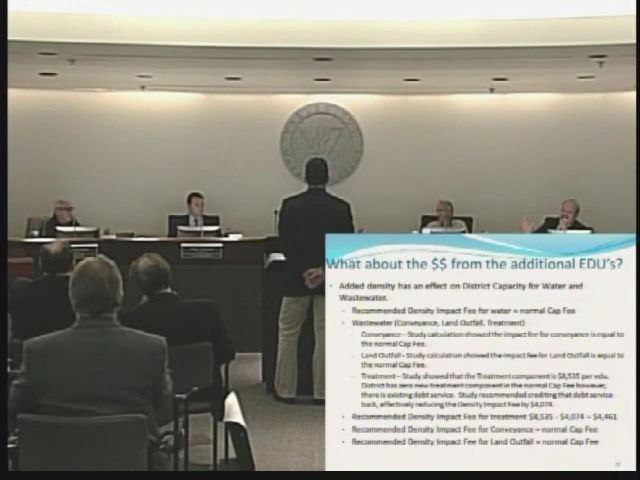 What about the $$ from the additional EDU's?
• Added density has an effect on District Capacity for Water and
Wastewater.
– Recommended Density Impact Fee for water = normal Cap Fee
– Wastewater (Conveyance, Land Outfall, Treatment)
– Conveyance – Study calculation showed the impact fee for conveyance is equal to
the normal Cap Fee.
– Land Outfall – Study calculation showed the impact fee for Land Outfall is equal to
the normal Cap Fee.
– Treatment – Study showed that the Treatment component is $8,535 per edu.
District has zero new treatment component in the normal Cap Fee however,
there is existing debt service. Study recommended crediting that debt service
back, effectively reducing the Density Impact Fee by $4,074.
• Recommended Density Impact Fee for treatment $8,535 - $4,074 = $4,461
• Recommended Density Impact Fee for Conveyance = normal Cap Fee
• Recommended Density Impact Fee for Land Outfall = normal Cap Fee